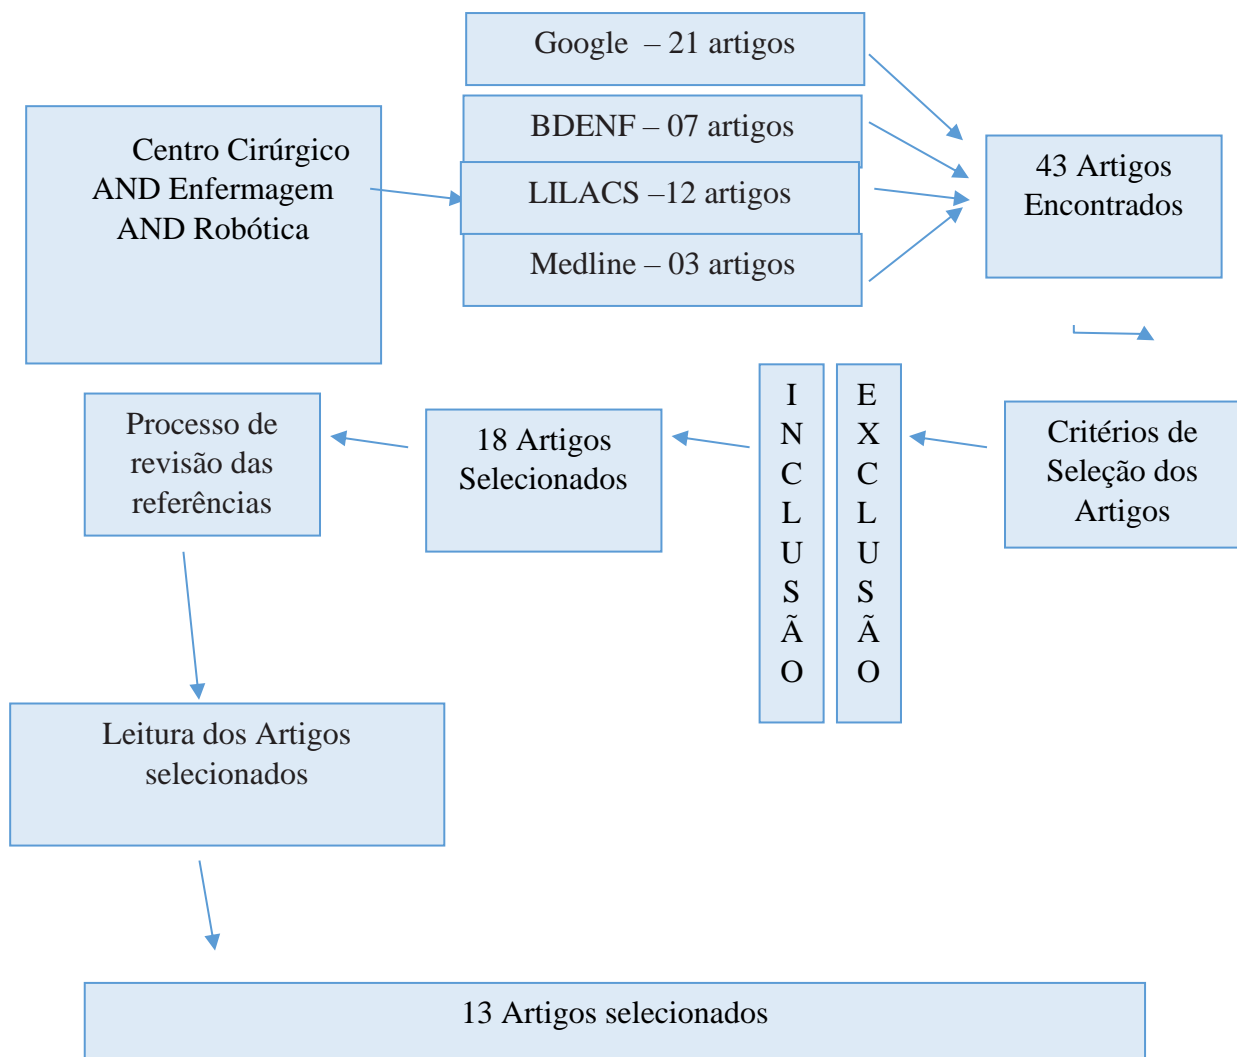 Google – 21 artigos
Centro Cirúrgico
AND Enfermagem
AND Robótica
BDENF – 07 artigos
LILACS –12 artigos
Medline – 03 artigos
43 Artigos
Encontrados
Critérios de
Seleção dos
Artigos
E
X
C
L
U
S
Ã
O
I
N
C
L
U
S
Ã
O
18 Artigos
Selecionados
Processo de
revisão das
referências
Leitura dos Artigos
selecionados
13 Artigos selecionados